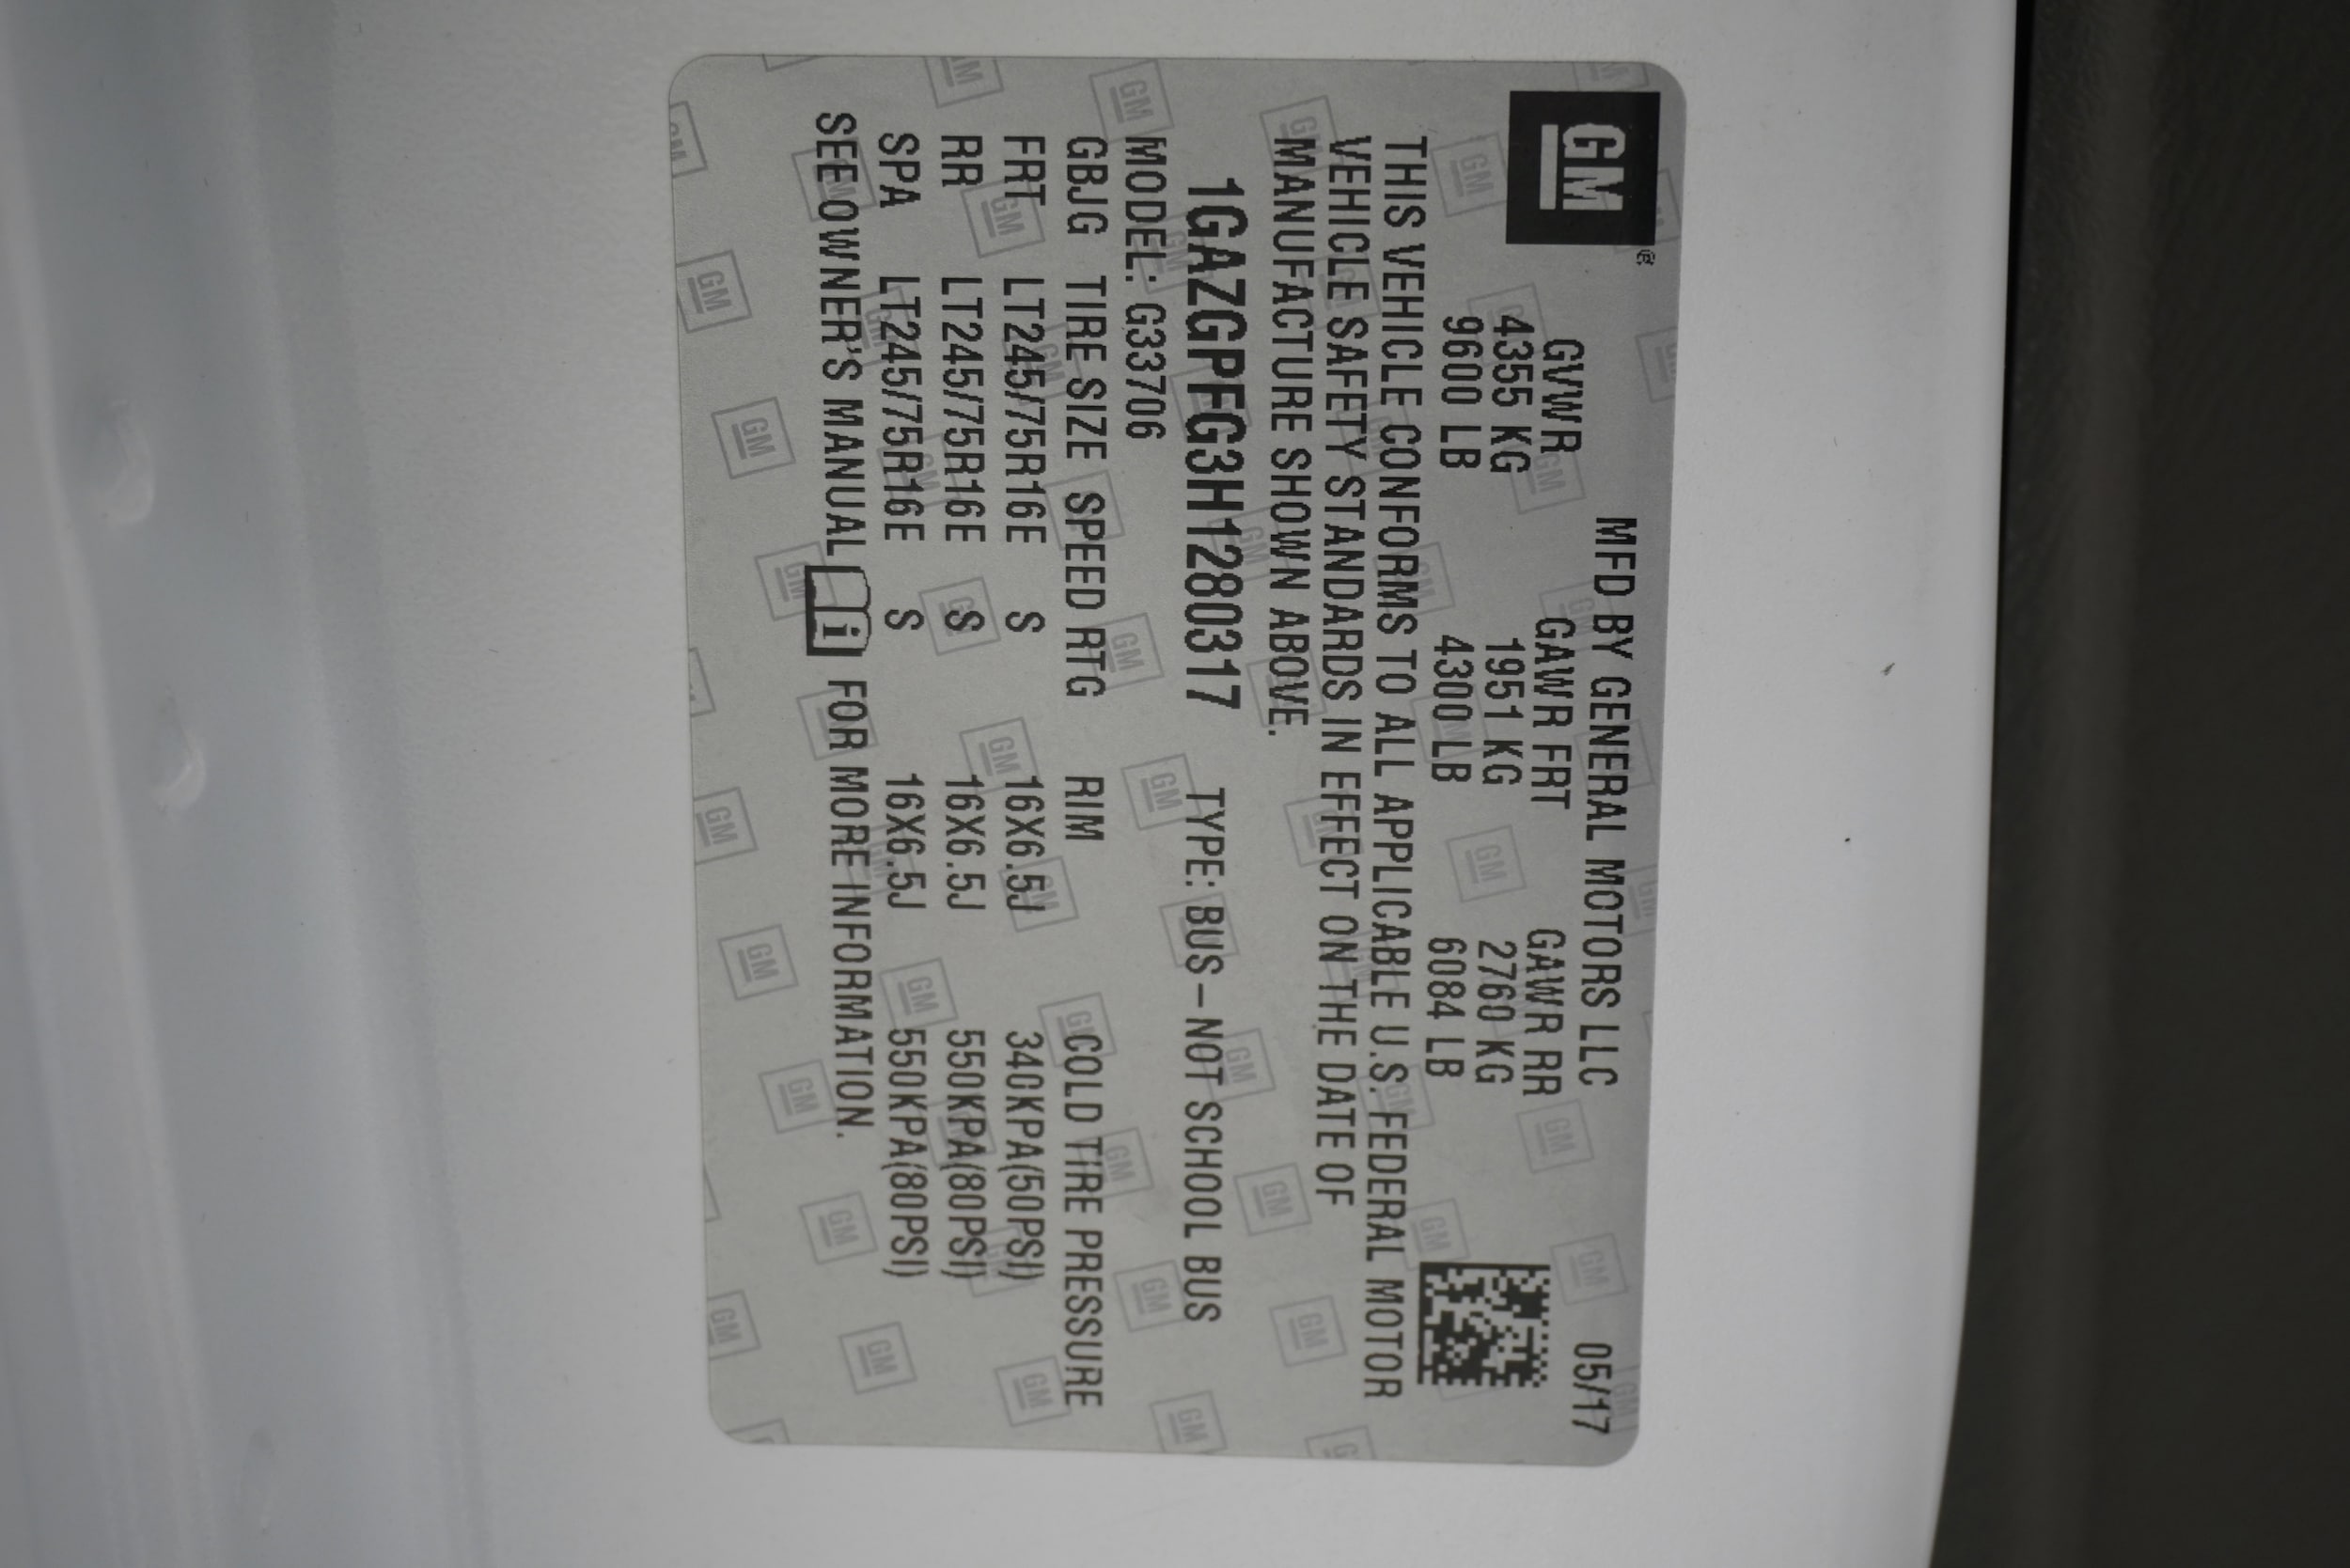 GM®
MFD BY GENERAL MOTORS LLC 05/17
GVWR GAWR FRT GAWR RR
4355 KG 1951 KG 2760 KG
9600 LB 4300 LB 6084 LB
THIS VEHICLE CONFORMS TO ALL APPLICABLE U.S. FEDERAL MOTOR
VEHICLE SAFETY STANDARDS IN EFFECT ON THE DATE OF
MANUFACTURE SHOWN ABOVE.
1GAZGPFG3H1280317 TYPE: BUS-NOT SCHOOL BUS
MODEL: G33706
GBJG TIRE SIZE SPEED RTG RIM COLD TIRE PRESSURE
FRT LT245/75R16E S 16X6.5J 340KPA(50PSI)
RR LT245/75R16E S 16X6.5J 550KPA(80PSI)
SPA LT245/75R16E S 16X6.5J 550KPA(80PSI)
SEE OWNER'S MANUAL i FOR MORE INFORMATION.